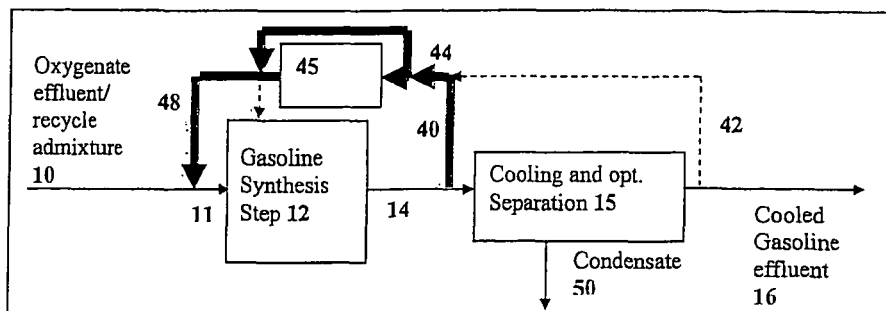 Oxygenate
effluent/
recycle
admixture
10
48
45
44
40
42
11
Gasoline
Synthesis
Step 12
14
Cooling and opt.
Separation 15
Condensate
50
Cooled
Gasoline
effluent
16